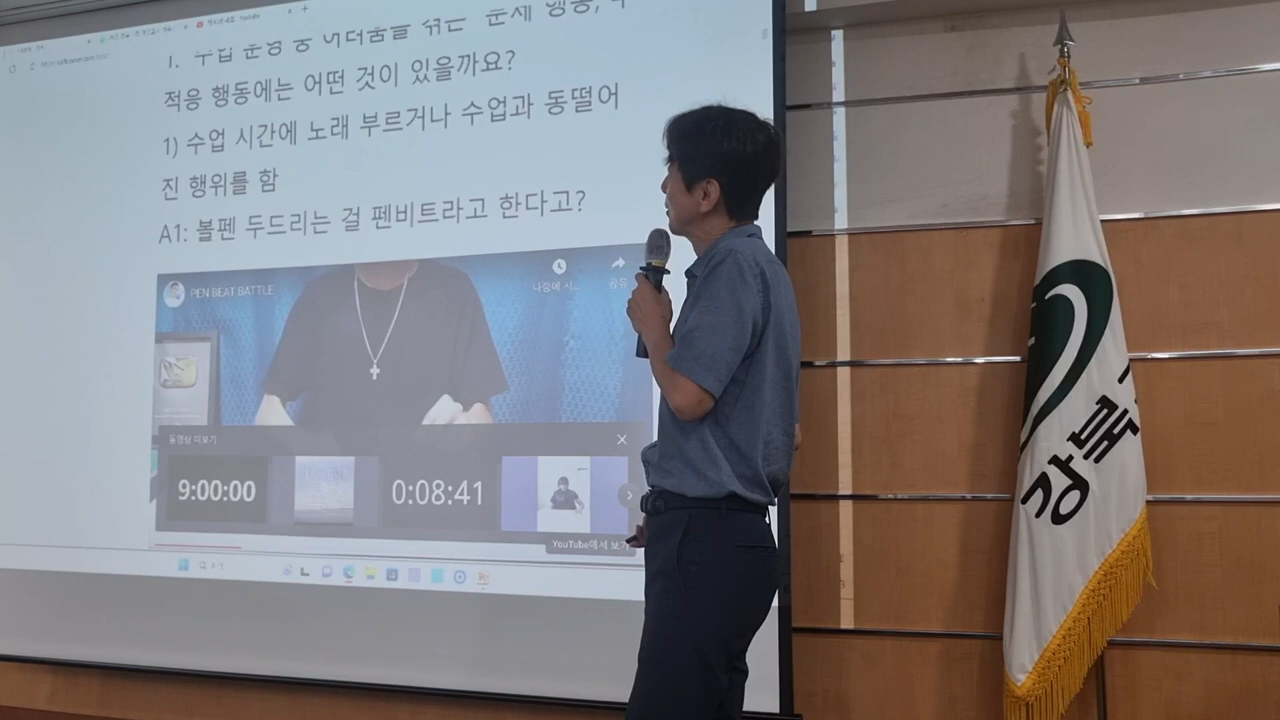 적응 행동에는 어떤 것이 있을까요?
1) 수업 시간에 노래 부르거나 수업과 동떨어
진 행위를 함
A1: 볼펜 두드리는 걸 펜비트라고 한다고?
PEN BEAT BATTLE
나중에 시...
공유
동영상 더보기
9:00:00
0:08:41
YouTube에서 보기
강북